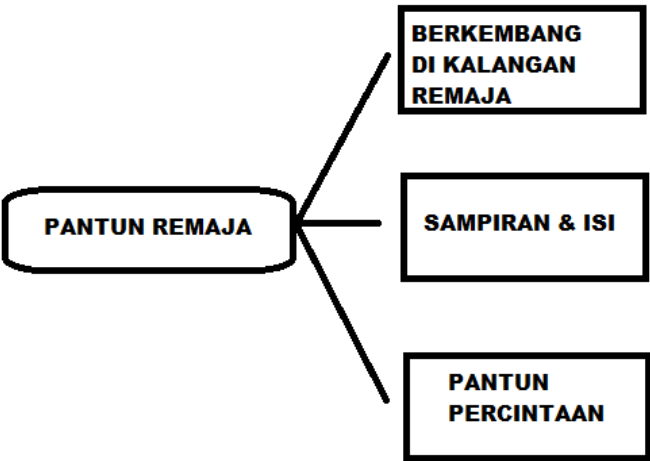 BERKEMBANG
DI KALANGAN
REMAJA
PANTUN REMAJA
SAMPIRAN & ISI
PANTUN
PERCINTAAN